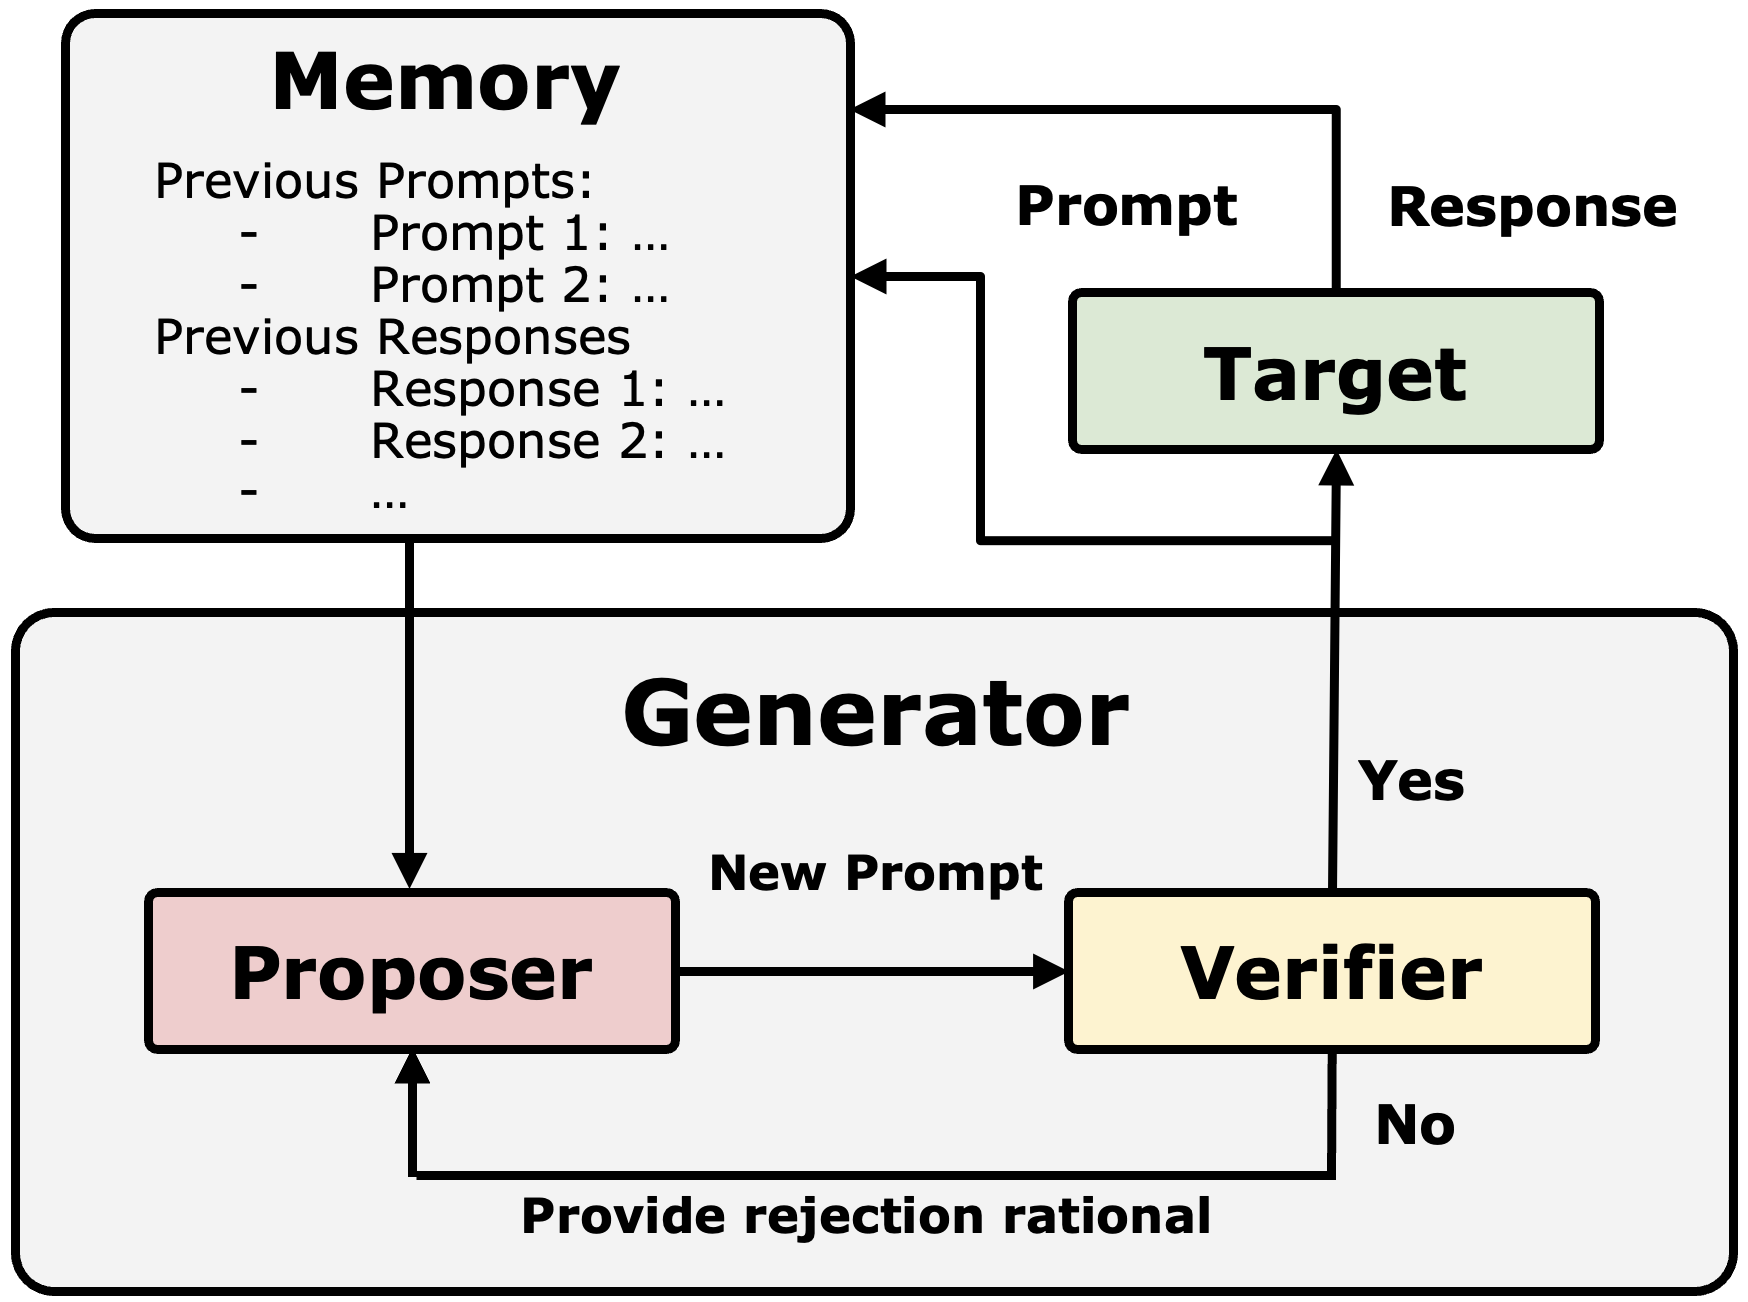 Memory
Previous Prompts:
- Prompt 1: ...
- Prompt 2: ...
Previous Responses
- Response 1: ...
- Response 2: ...
- ...
Prompt
Response
Target
Generator
Yes
New Prompt
Proposer
Verifier
No
Provide rejection rational